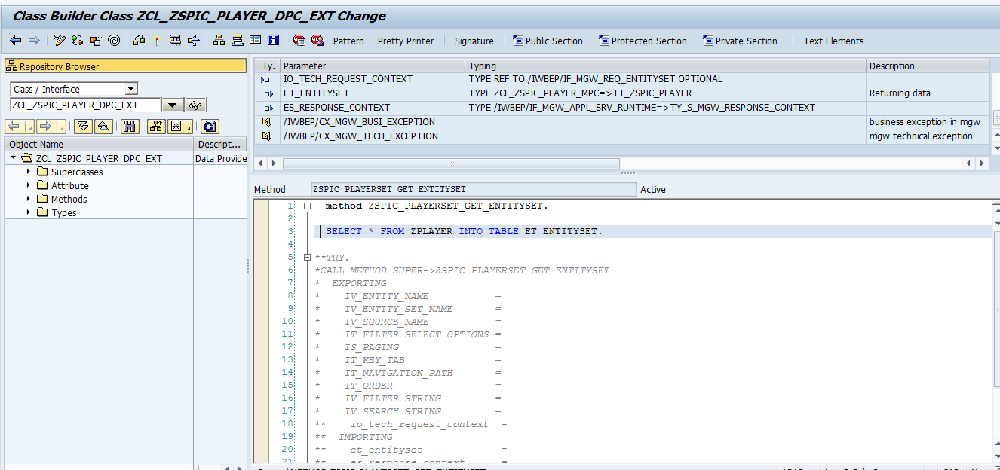 Class Builder Class ZCL_ZSPIC_PLAYER_DPC_EXT Change
Pattern Pretty Printer Signature Public Section Protected Section Private Section Text Elements
Repository Browser
Class / Interface
ZCL_ZSPIC_PLAYER_DPC_EXT
Object Name Descript...
ZCL_ZSPIC_PLAYER_DPC_EXT Data Provide
Superclasses
Attribute
Methods
Types
Ty. Parameter Typing Description
IO_TECH_REQUEST_CONTEXT TYPE REF TO /IWBEP/IF_MGW_REQ_ENTITYSET OPTIONAL
ET_ENTITYSET TYPE ZCL_ZSPIC_PLAYER_MPC=>TT_ZSPIC_PLAYER Returning data
ES_RESPONSE_CONTEXT TYPE /IWBEP/IF_MGW_APPL_SRV_RUNTIME=>TY_S_MGW_RESPONSE_CONTEXT
/IWBEP/CX_MGW_BUSI_EXCEPTION business exception in mgw
/IWBEP/CX_MGW_TECH_EXCEPTION mgw technical exception
Method ZSPIC_PLAYERSET_GET_ENTITYSET Active
1 method ZSPIC_PLAYERSET_GET_ENTITYSET.
2
3 SELECT * FROM ZPLAYER INTO TABLE ET_ENTITYSET.
4
5 **TRY.
6 *CALL METHOD SUPER->ZSPIC_PLAYERSET_GET_ENTITYSET
7 * EXPORTING
8 * IV_ENTITY_NAME =
9 * IV_ENTITY_SET_NAME =
10 * IV_SOURCE_NAME =
11 * IT_FILTER_SELECT_OPTIONS =
12 * IS_PAGING =
13 * IT_KEY_TAB =
14 * IT_NAVIGATION_PATH =
15 * IT_ORDER =
16 * IV_FILTER_STRING =
17 * IV_SEARCH_STRING =
18 ** io_tech_request_context =
19 ** IMPORTING
20 ** et_entityset =
21 ** es_response_context =